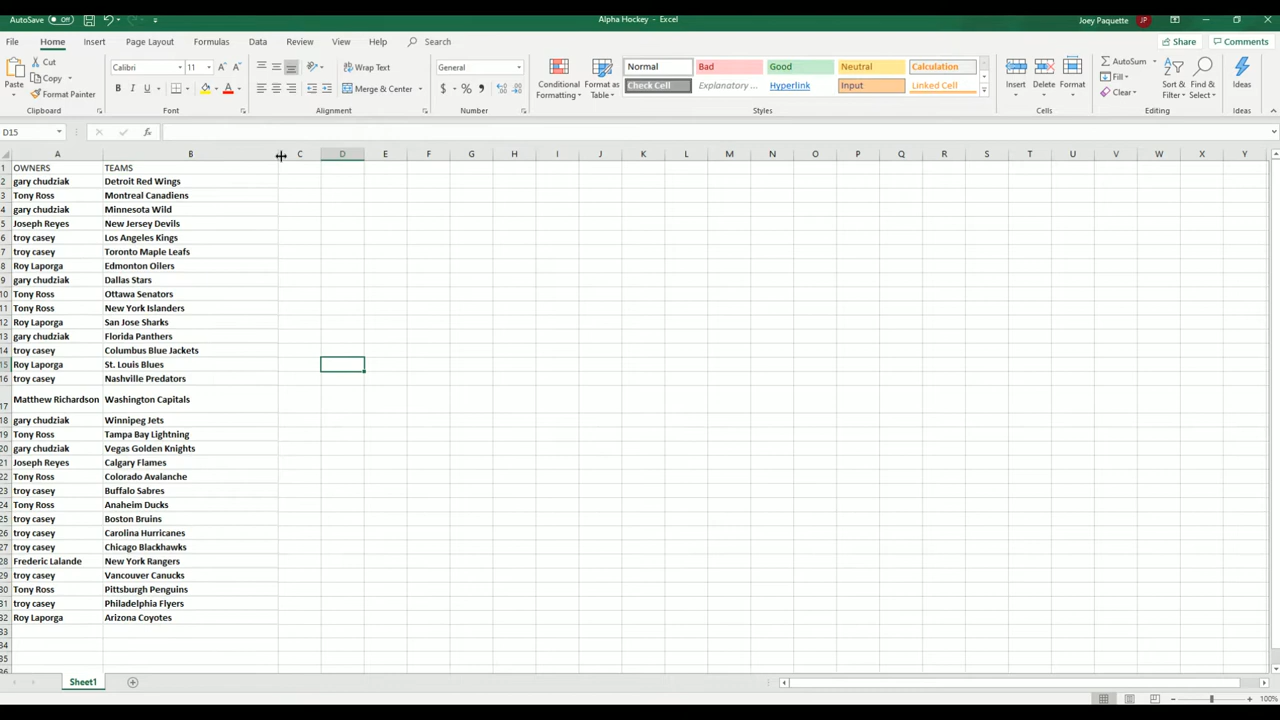 AutoSave Off Alpha Hockey - Excel Joey Paquette JP
File Home Insert Page Layout Formulas Data Review View Help Search Share Comments
Cut Calibri 11 Wrap Text General Normal Bad Good Neutral Calculation AutoSum
Copy Fill
Paste Format Painter B I U Merge & Center $ % Conditional Formatting Format as Table Check Cell Explanatory ... Hyperlink Input Linked Cell Insert Delete Format Clear Sort & Filter Find & Select Ideas
Clipboard Font Alignment Number Styles Cells Editing Ideas
D15 fx
A B C D E F G H I J K L M N O P Q R S T U V W X Y
1 OWNERS TEAMS
2 gary chudziak Detroit Red Wings
3 Tony Ross Montreal Canadiens
4 gary chudziak Minnesota Wild
5 Joseph Reyes New Jersey Devils
6 troy casey Los Angeles Kings
7 troy casey Toronto Maple Leafs
8 Roy Laporga Edmonton Oilers
9 gary chudziak Dallas Stars
10 Tony Ross Ottawa Senators
11 Tony Ross New York Islanders
12 Roy Laporga San Jose Sharks
13 gary chudziak Florida Panthers
14 troy casey Columbus Blue Jackets
15 Roy Laporga St. Louis Blues
16 troy casey Nashville Predators
17 Matthew Richardson Washington Capitals
18 gary chudziak Winnipeg Jets
19 Tony Ross Tampa Bay Lightning
20 gary chudziak Vegas Golden Knights
21 Joseph Reyes Calgary Flames
22 Tony Ross Colorado Avalanche
23 troy casey Buffalo Sabres
24 Tony Ross Anaheim Ducks
25 troy casey Boston Bruins
26 troy casey Carolina Hurricanes
27 troy casey Chicago Blackhawks
28 Frederic Lalande New York Rangers
29 troy casey Vancouver Canucks
30 Tony Ross Pittsburgh Penguins
31 troy casey Philadelphia Flyers
32 Roy Laporga Arizona Coyotes
33
34
35
36
Sheet1
100%